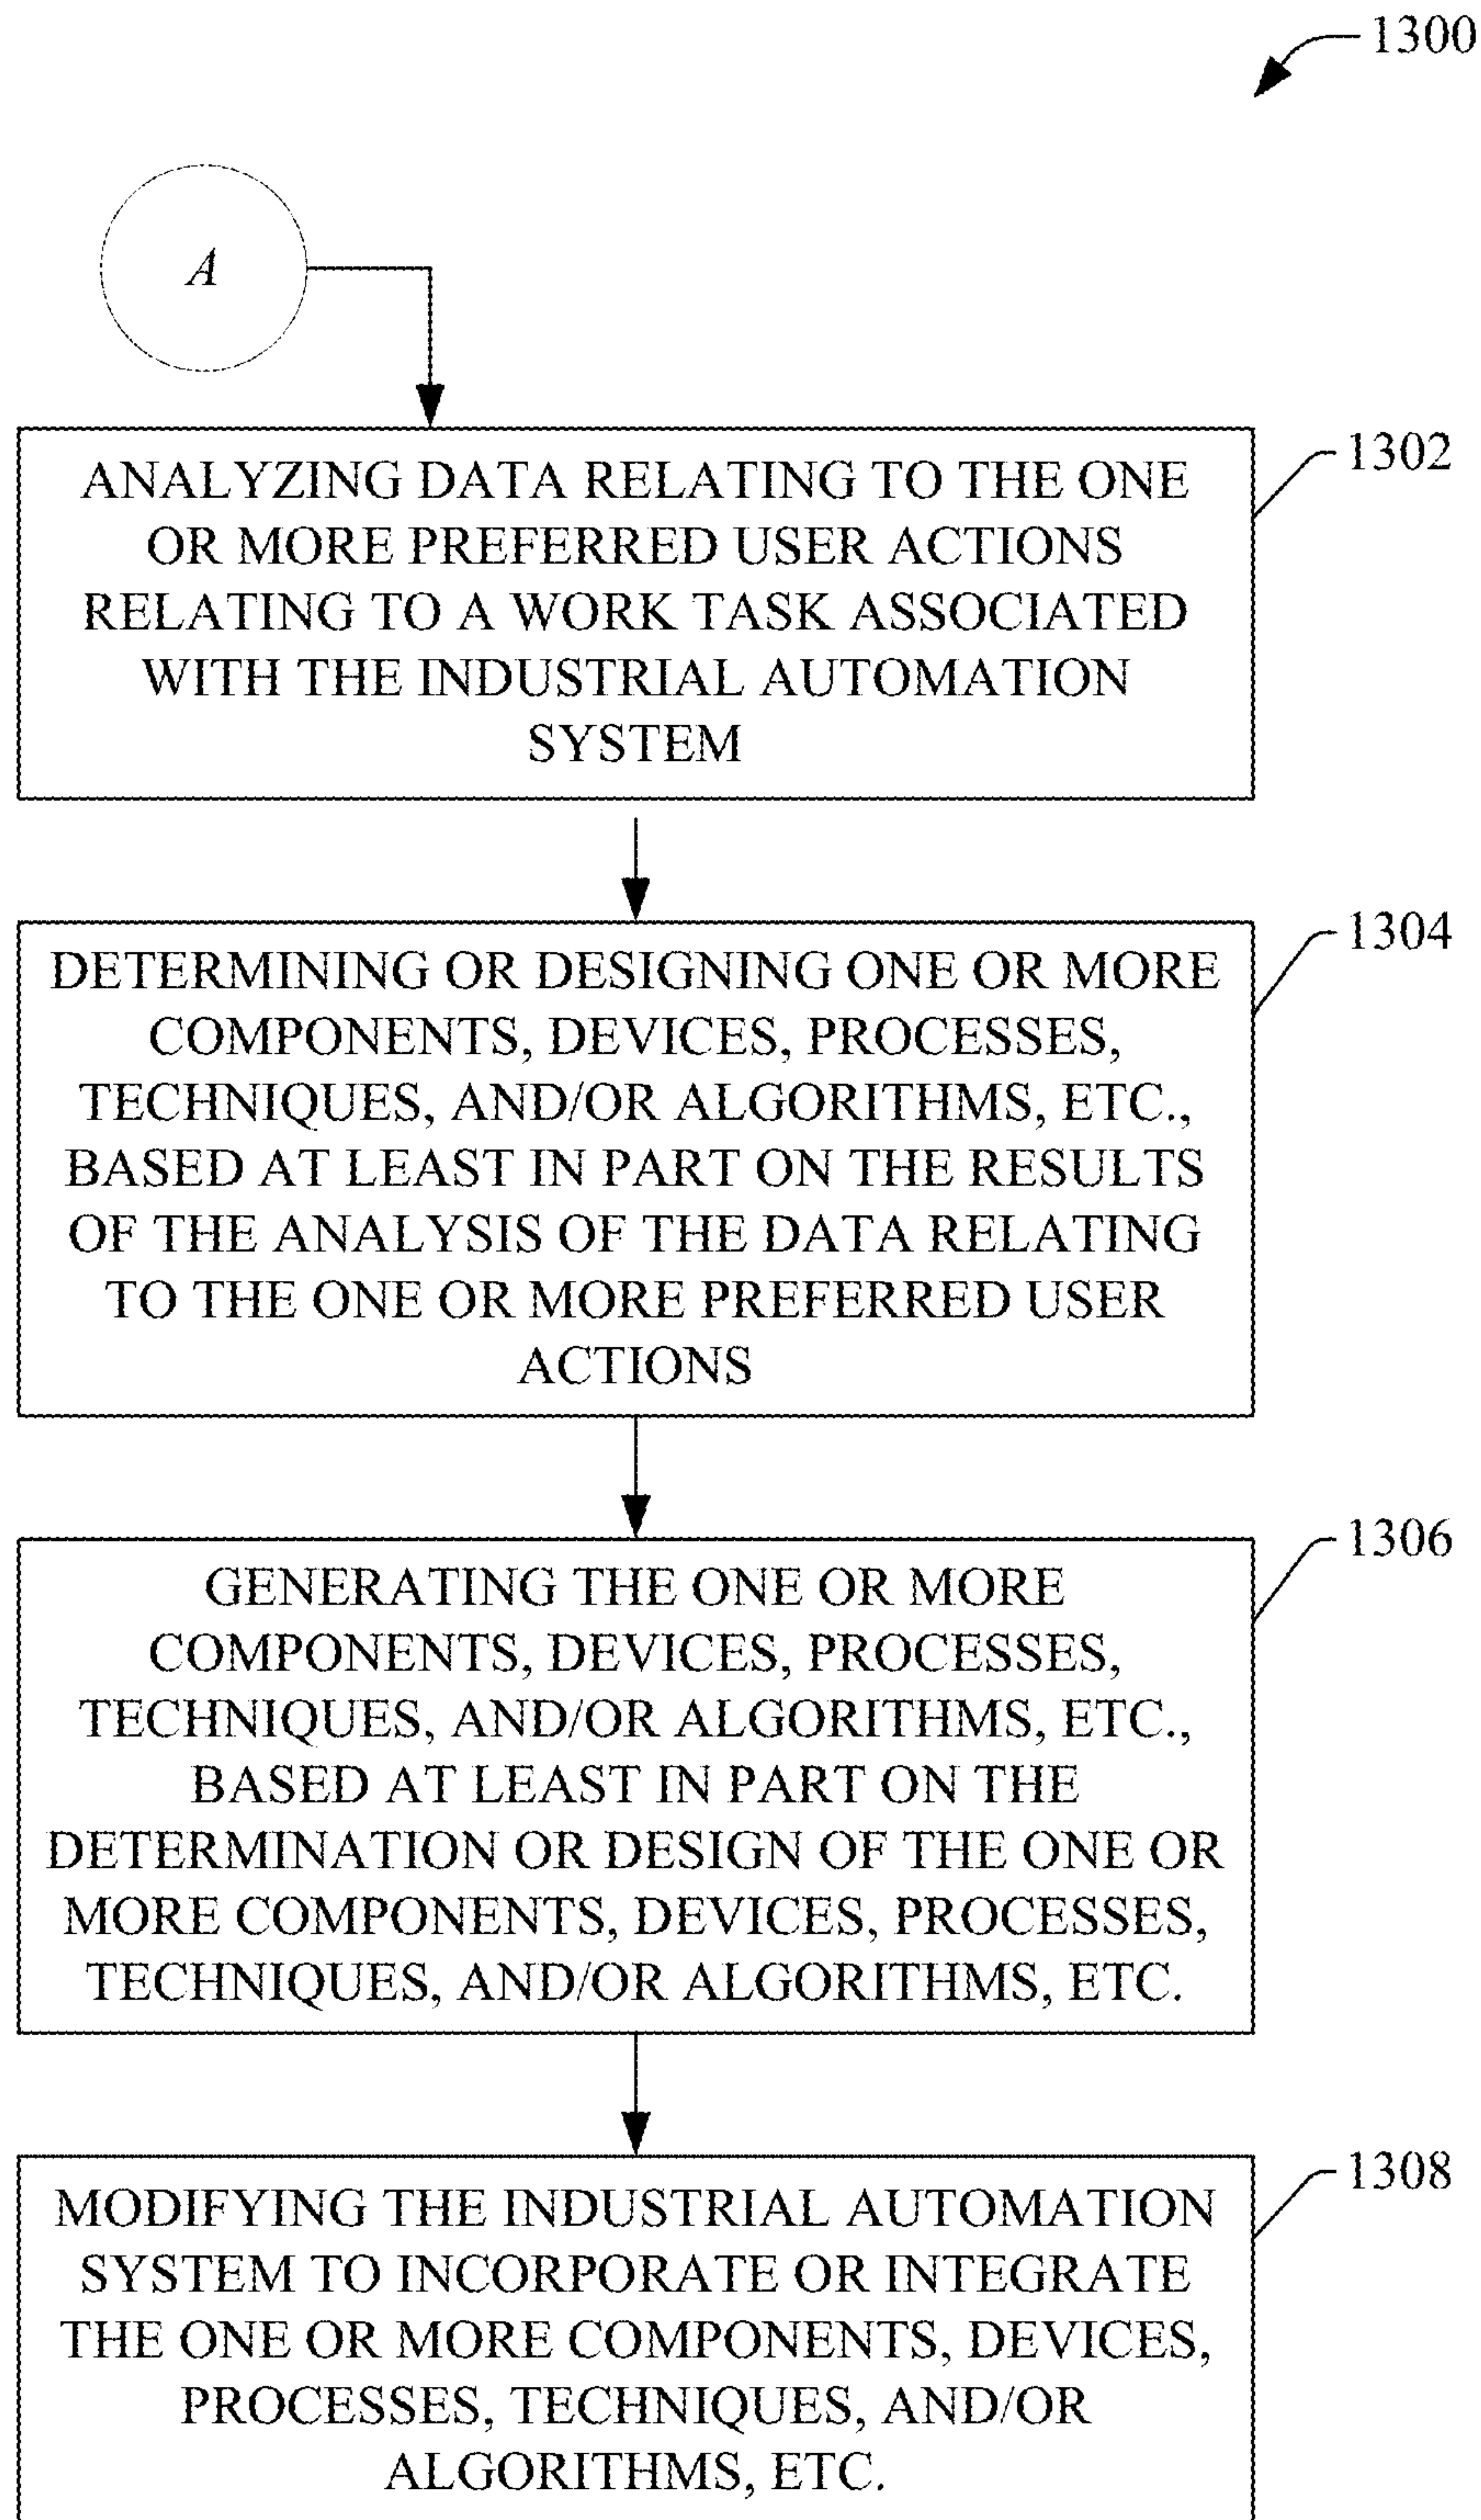 1300
A
1302
ANALYZING DATA RELATING TO THE ONE
OR MORE PREFERRED USER ACTIONS
RELATING TO A WORK TASK ASSOCIATED
WITH THE INDUSTRIAL AUTOMATION
SYSTEM
1304
DETERMINING OR DESIGNING ONE OR MORE
COMPONENTS, DEVICES, PROCESSES,
TECHNIQUES, AND/OR ALGORITHMS, ETC.,
BASED AT LEAST IN PART ON THE RESULTS
OF THE ANALYSIS OF THE DATA RELATING
TO THE ONE OR MORE PREFERRED USER
ACTIONS
1306
GENERATING THE ONE OR MORE
COMPONENTS, DEVICES, PROCESSES,
TECHNIQUES, AND/OR ALGORITHMS, ETC.,
BASED AT LEAST IN PART ON THE
DETERMINATION OR DESIGN OF THE ONE OR
MORE COMPONENTS, DEVICES, PROCESSES,
TECHNIQUES, AND/OR ALGORITHMS, ETC.
1308
MODIFYING THE INDUSTRIAL AUTOMATION
SYSTEM TO INCORPORATE OR INTEGRATE
THE ONE OR MORE COMPONENTS, DEVICES,
PROCESSES, TECHNIQUES, AND/OR
ALGORITHMS, ETC.